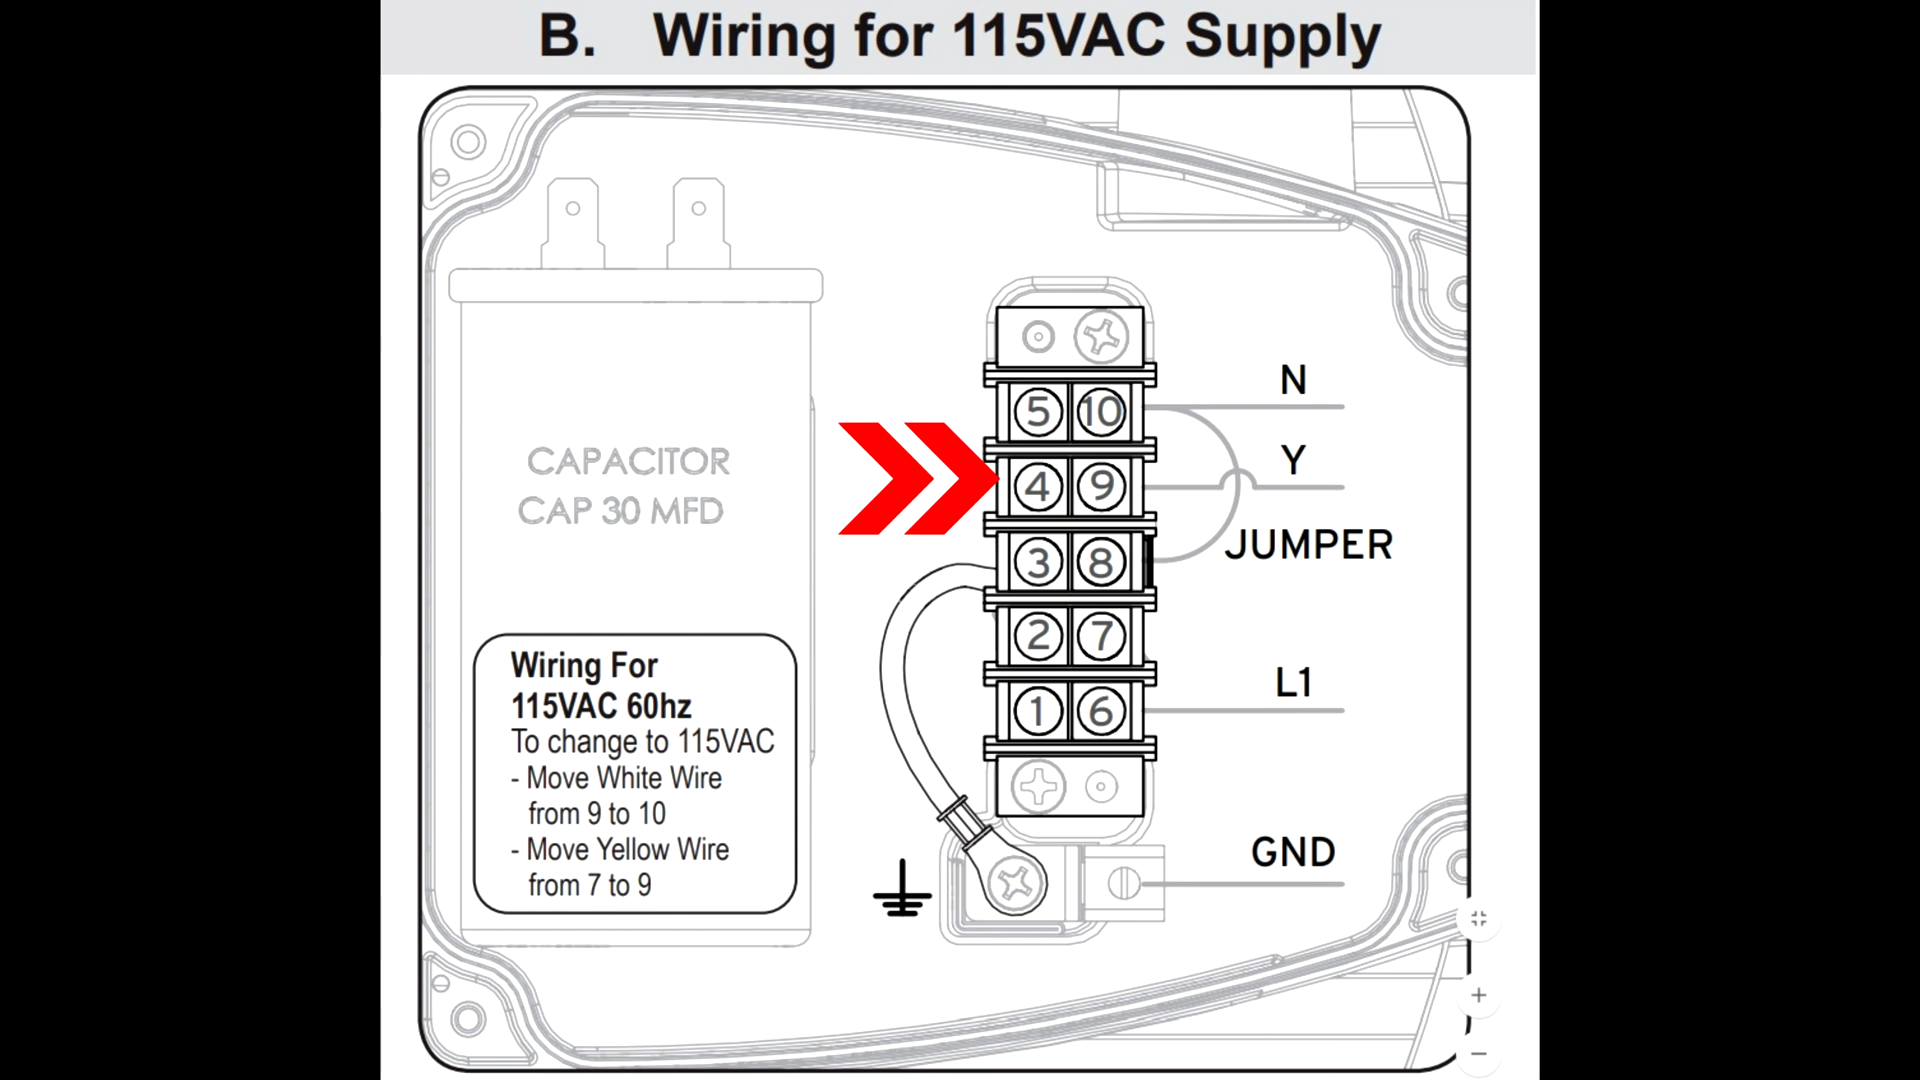 B. Wiring for 115VAC Supply
CAPACITOR
CAP 30 MFD
5 10
4 9
3 8
2 7
1 6
N
Y
JUMPER
L1
GND
Wiring For
115VAC 60hz
To change to 115VAC
- Move White Wire
from 9 to 10
- Move Yellow Wire
from 7 to 9